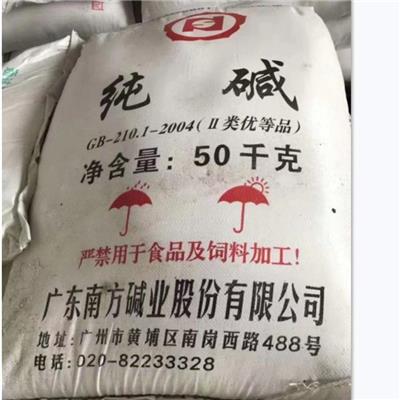 纯碱
GB-210.1-2004(Ⅱ类优等品)
净含量：50千克
严禁用于食品及饲料加工！
广东南方碱业股份有限公司
地址：广州市黄埔区南岗西路488号
电话：020-82233328